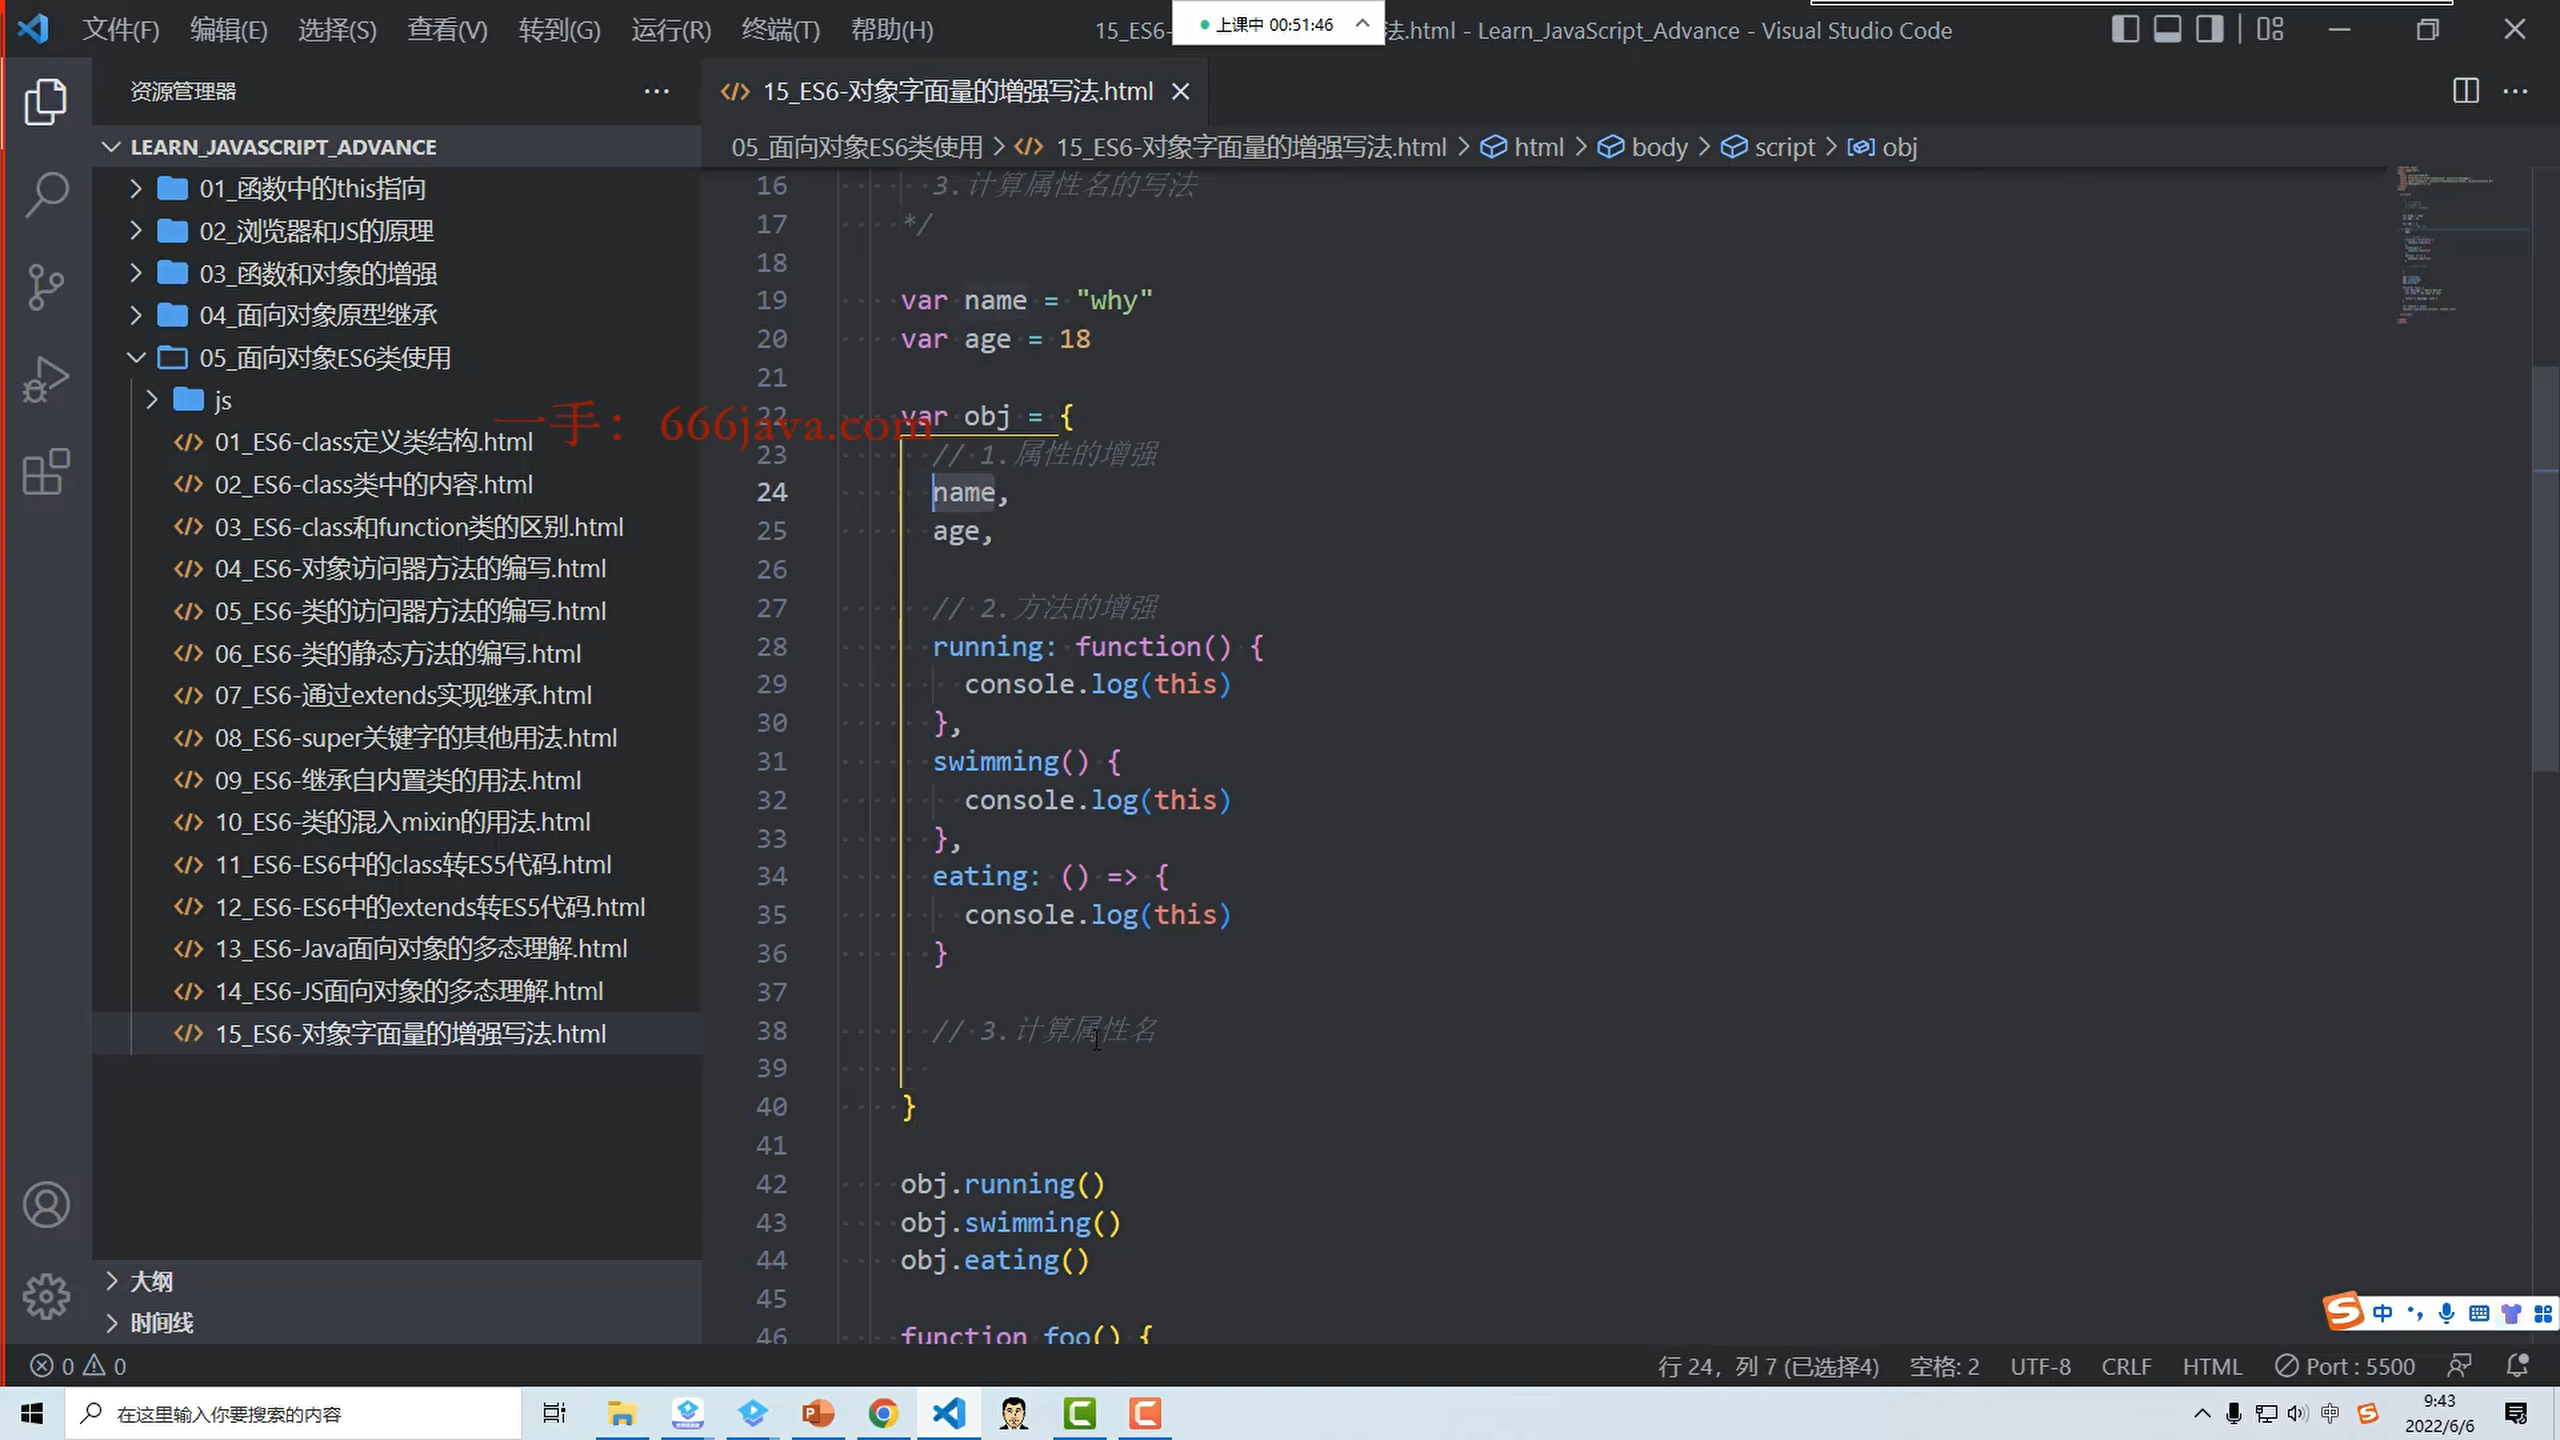 文件(F) 编辑(E) 选择(S) 查看(V) 转到(G) 运行(R) 终端(T) 帮助(H)
15_ES6-
上课中 00:51:46
法.html - Learn_JavaScript_Advance - Visual Studio Code
资源管理器
15_ES6-对象字面量的增强写法.html
05_面向对象ES6类使用 > 15_ES6-对象字面量的增强写法.html > html > body > script > obj
LEARN_JAVASCRIPT_ADVANCE
01_函数中的this指向
02_浏览器和JS的原理
03_函数和对象的增强
04_面向对象原型继承
05_面向对象ES6类使用
js
01_ES6-class定义类结构.html
02_ES6-class类中的内容.html
03_ES6-class和function类的区别.html
04_ES6-对象访问器方法的编写.html
05_ES6-类的访问器方法的编写.html
06_ES6-类的静态方法的编写.html
07_ES6-通过extends实现继承.html
08_ES6-super关键字的其他用法.html
09_ES6-继承自内置类的用法.html
10_ES6-类的混入mixin的用法.html
11_ES6-ES6中的class转ES5代码.html
12_ES6-ES6中的extends转ES5代码.html
13_ES6-Java面向对象的多态理解.html
14_ES6-JS面向对象的多态理解.html
15_ES6-对象字面量的增强写法.html
大纲
时间线
一手：666java.com
16 3.计算属性名的写法
17 */
18
19 var name = "why"
20 var age = 18
21
22 var obj = {
23 // 1.属性的增强
24 name,
25 age,
26
27 // 2.方法的增强
28 running: function() {
29 console.log(this)
30 },
31 swimming() {
32 console.log(this)
33 },
34 eating: () => {
35 console.log(this)
36 }
37
38 // 3.计算属性名
39
40 }
41
42 obj.running()
43 obj.swimming()
44 obj.eating()
45
46 function foo() {
中
0 0
行 24，列 7 (已选择4) 空格: 2 UTF-8 CRLF HTML Port : 5500
在这里输入你要搜索的内容
中
9:43
2022/6/6